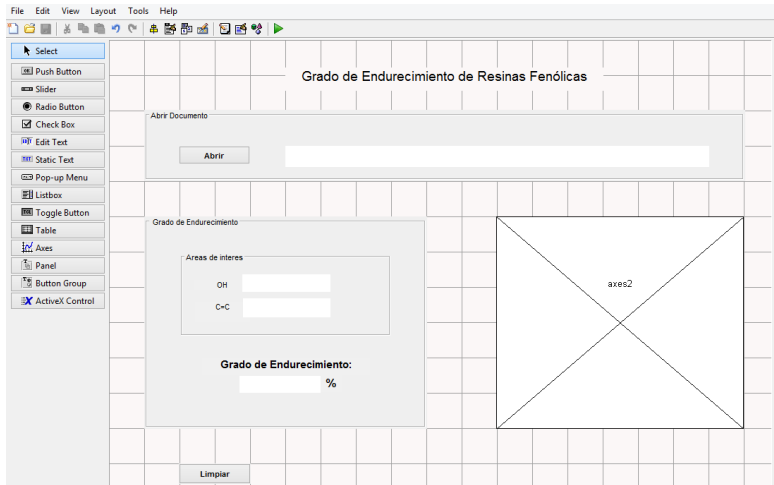 File Edit View Layout Tools Help
Select
Push Button
Slider
Radio Button
Check Box
Edit Text
Static Text
Pop-up Menu
Listbox
Toggle Button
Table
Axes
Panel
Button Group
ActiveX Control
Grado de Endurecimiento de Resinas Fenólicas
Abrir Documento
Abrir
Grado de Endurecimiento
Areas de interes
OH
C=C
Grado de Endurecimiento:
%
axes2
Limpiar